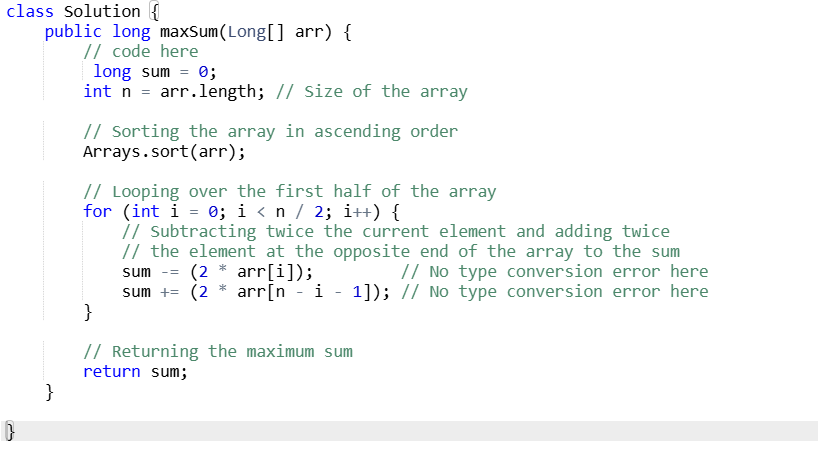 class Solution {
    public long maxSum(Long[] arr) {
        // code here
         long sum = 0;
        int n = arr.length; // Size of the array

        // Sorting the array in ascending order
        Arrays.sort(arr);

        // Looping over the first half of the array
        for (int i = 0; i < n / 2; i++) {
            // Subtracting twice the current element and adding twice
            // the element at the opposite end of the array to the sum
            sum -= (2 * arr[i]);         // No type conversion error here
            sum += (2 * arr[n - i - 1]); // No type conversion error here
        }

        // Returning the maximum sum
        return sum;
    }

}